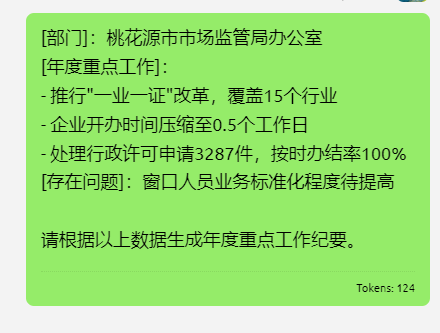 [部门]：桃花源市市场监管局办公室
[年度重点工作]：
- 推行"一业一证"改革，覆盖15个行业
- 企业开办时间压缩至0.5个工作日
- 处理行政许可申请3287件，按时办结率100%
[存在问题]：窗口人员业务标准化程度待提高
请根据以上数据生成年度重点工作纪要。
Tokens: 124